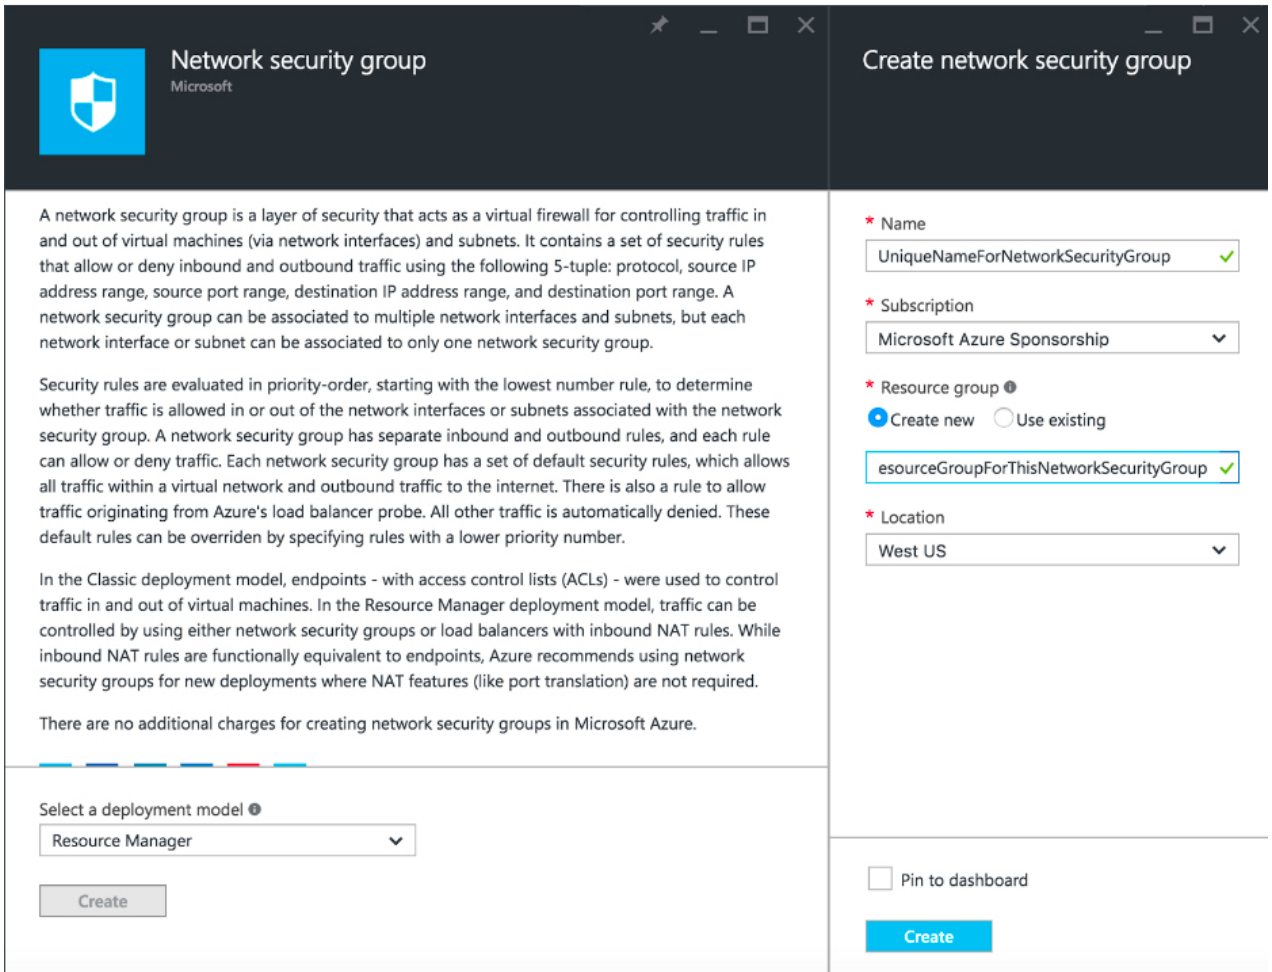 Network security group
Microsoft
A network security group is a layer of security that acts as a virtual firewall for controlling traffic in
and out of virtual machines (via network interfaces) and subnets. It contains a set of security rules
that allow or deny inbound and outbound traffic using the following 5-tuple: protocol, source IP
address range, source port range, destination IP address range, and destination port range. A
network security group can be associated to multiple network interfaces and subnets, but each
network interface or subnet can be associated to only one network security group.
Security rules are evaluated in priority-order, starting with the lowest number rule, to determine
whether traffic is allowed in or out of the network interfaces or subnets associated with the network
security group. A network security group has separate inbound and outbound rules, and each rule
can allow or deny traffic. Each network security group has a set of default security rules, which allows
all traffic within a virtual network and outbound traffic to the internet. There is also a rule to allow
traffic originating from Azure's load balancer probe. All other traffic is automatically denied. These
default rules can be overriden by specifying rules with a lower priority number.
In the Classic deployment model, endpoints - with access control lists (ACLs) - were used to control
traffic in and out of virtual machines. In the Resource Manager deployment model, traffic can be
controlled by using either network security groups or load balancers with inbound NAT rules. While
inbound NAT rules are functionally equivalent to endpoints, Azure recommends using network
security groups for new deployments where NAT features (like port translation) are not required.
There are no additional charges for creating network security groups in Microsoft Azure.
Select a deployment model
Resource Manager
Create
Create network security group
* Name
UniqueNameForNetworkSecurityGroup
* Subscription
Microsoft Azure Sponsorship
* Resource group
Create new Use existing
esourceGroupForThisNetworkSecurityGroup
* Location
West US
Pin to dashboard
Create